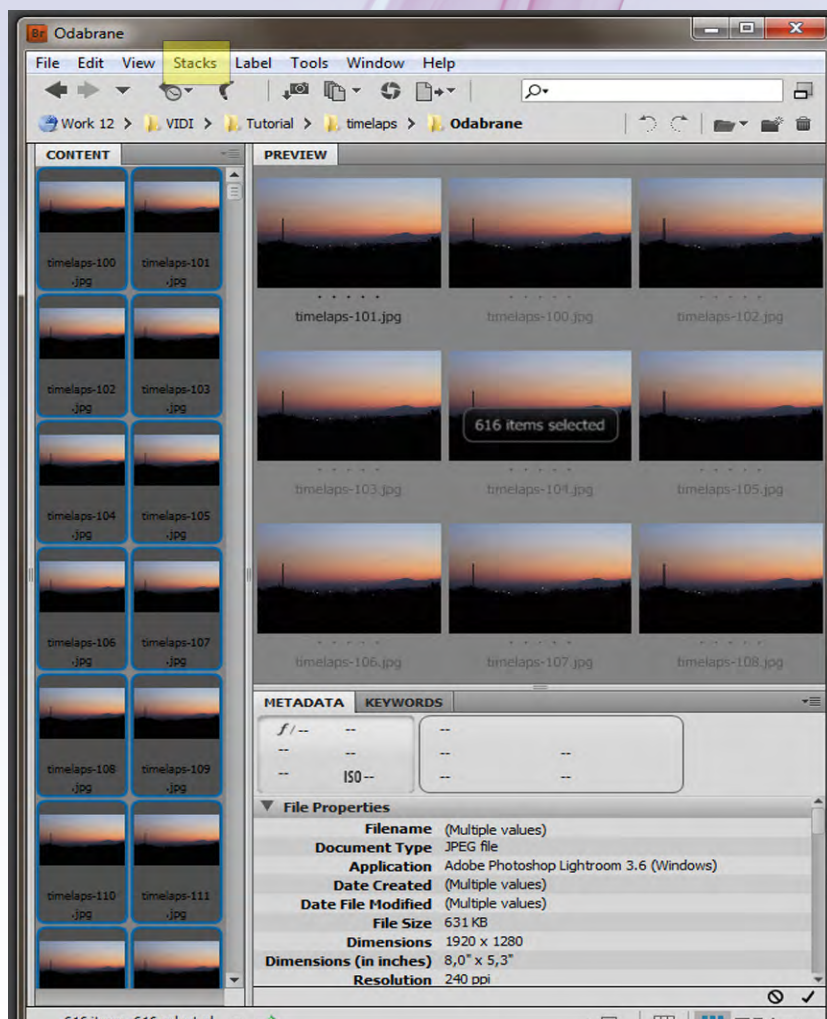 Br Odabrane
File Edit View Stacks Label Tools Window Help
Work 12 > VIDI > Tutorial > timelaps > Odabrane
CONTENT
timelaps-100
.jpg
timelaps-101
.jpg
timelaps-102
.jpg
timelaps-103
.jpg
timelaps-104
.jpg
timelaps-105
.jpg
timelaps-106
.jpg
timelaps-107
.jpg
timelaps-108
.jpg
timelaps-109
.jpg
timelaps-110
.jpg
timelaps-111
.jpg
PREVIEW
timelaps-101.jpg
timelaps-100.jpg
timelaps-102.jpg
616 items selected
timelaps-103.jpg
timelaps-104.jpg
timelaps-105.jpg
timelaps-106.jpg
timelaps-107.jpg
timelaps-108.jpg
METADATA KEYWORDS
f/-- -- --
-- -- -- --
-- ISO -- -- --
File Properties
Filename (Multiple values)
Document Type JPEG file
Application Adobe Photoshop Lightroom 3.6 (Windows)
Date Created (Multiple values)
Date File Modified (Multiple values)
File Size 631 KB
Dimensions 1920 x 1280
Dimensions (in inches) 8,0" x 5,3"
Resolution 240 ppi